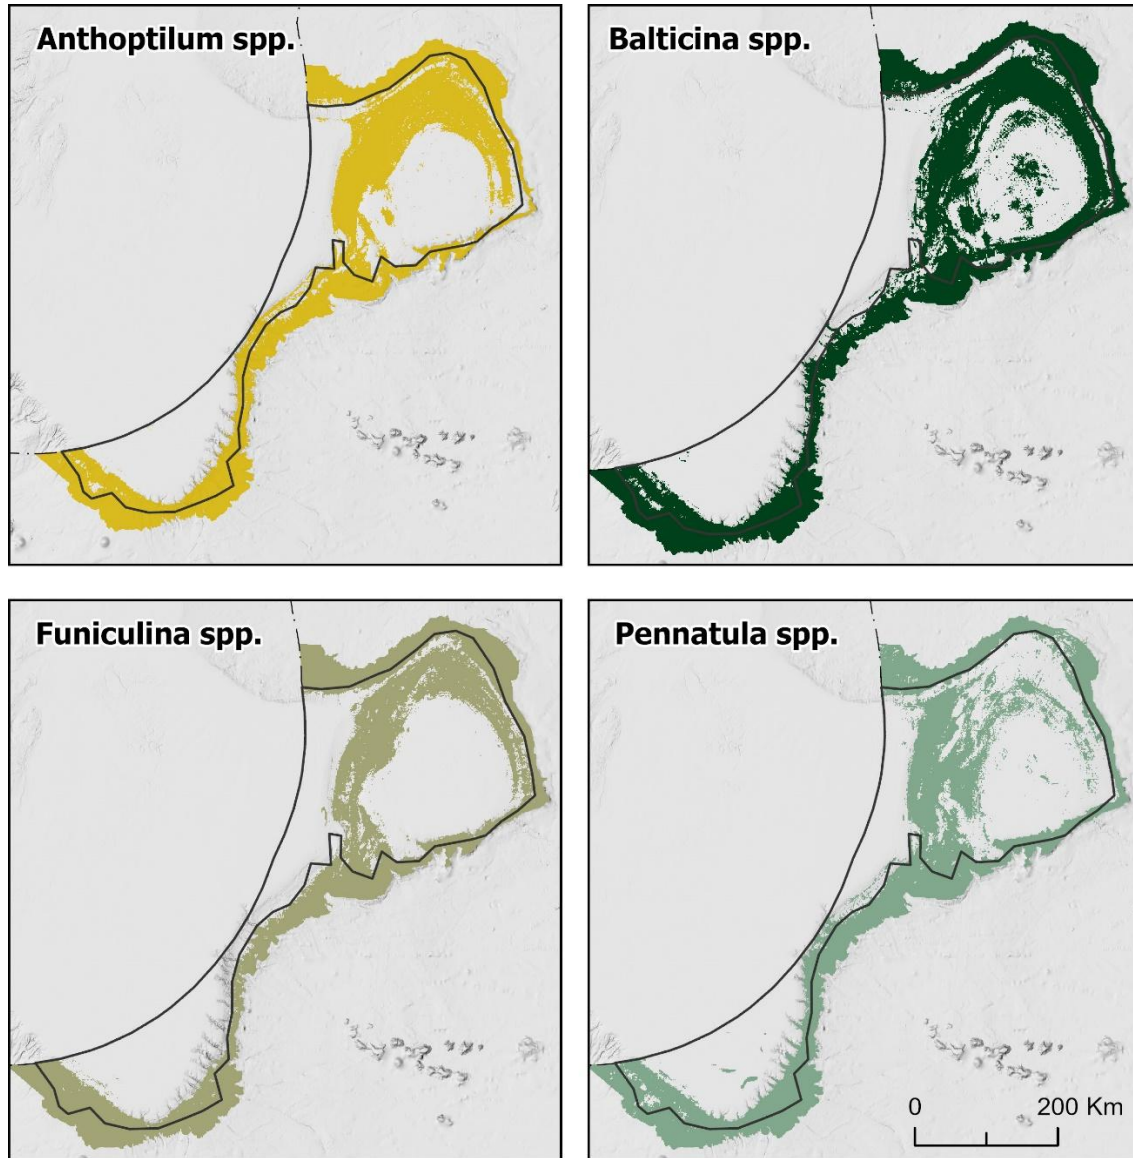 Anthoptilum spp.
Balticina spp.
Funiculina spp.
Pennatula spp.
0 200 Km